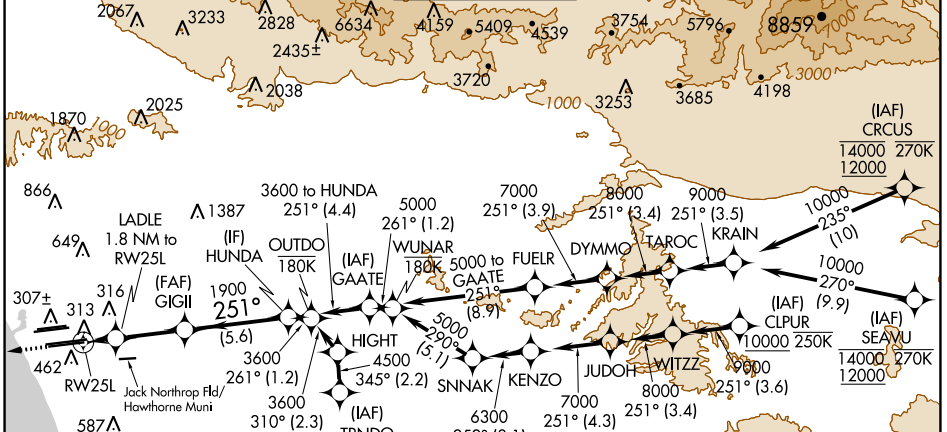 2067
3233
2828
2435±
6634
4159
5409
4539
3720
3754
5796
8859
7000
3000
3253
3685
4198
1000
2038
1870
1000
2025
(IAF)
CRCUS
14000 270K
12000
866
649
1387
LADLE
1.8 NM to
RW25L
(IF)
HUNDA
OUTDO
180K
3600 to HUNDA
251° (4.4)
5000
261° (1.2)
WUNAR
180K
7000
251° (3.9)
8000
251° (3.4)
9000
251° (3.5)
10000
235°
(10)
(FAF)
GIGII
1900
251°
(5.6)
(IAF)
GAATE
5000 to
GAATE
251°
(8.9)
FUELR
DYMMO
TAROC
KRAIN
10000
270°
(9.9)
307±
313
316
462
RW25L
Jack Northrop Fld/
Hawthorne Muni
587
3600
261° (1.2)
3600
310° (2.3)
HIGHT
4500
345° (2.2)
(IAF)
5000
290°
(5.1)
SNNAK
KENZO
JUDOH
WITZZ
6300
7000
251° (4.3)
8000
251° (3.4)
9000
251° (3.6)
(IAF)
CLPUR
10000 250K
(IAF)
SEAVU
14000 270K
12000